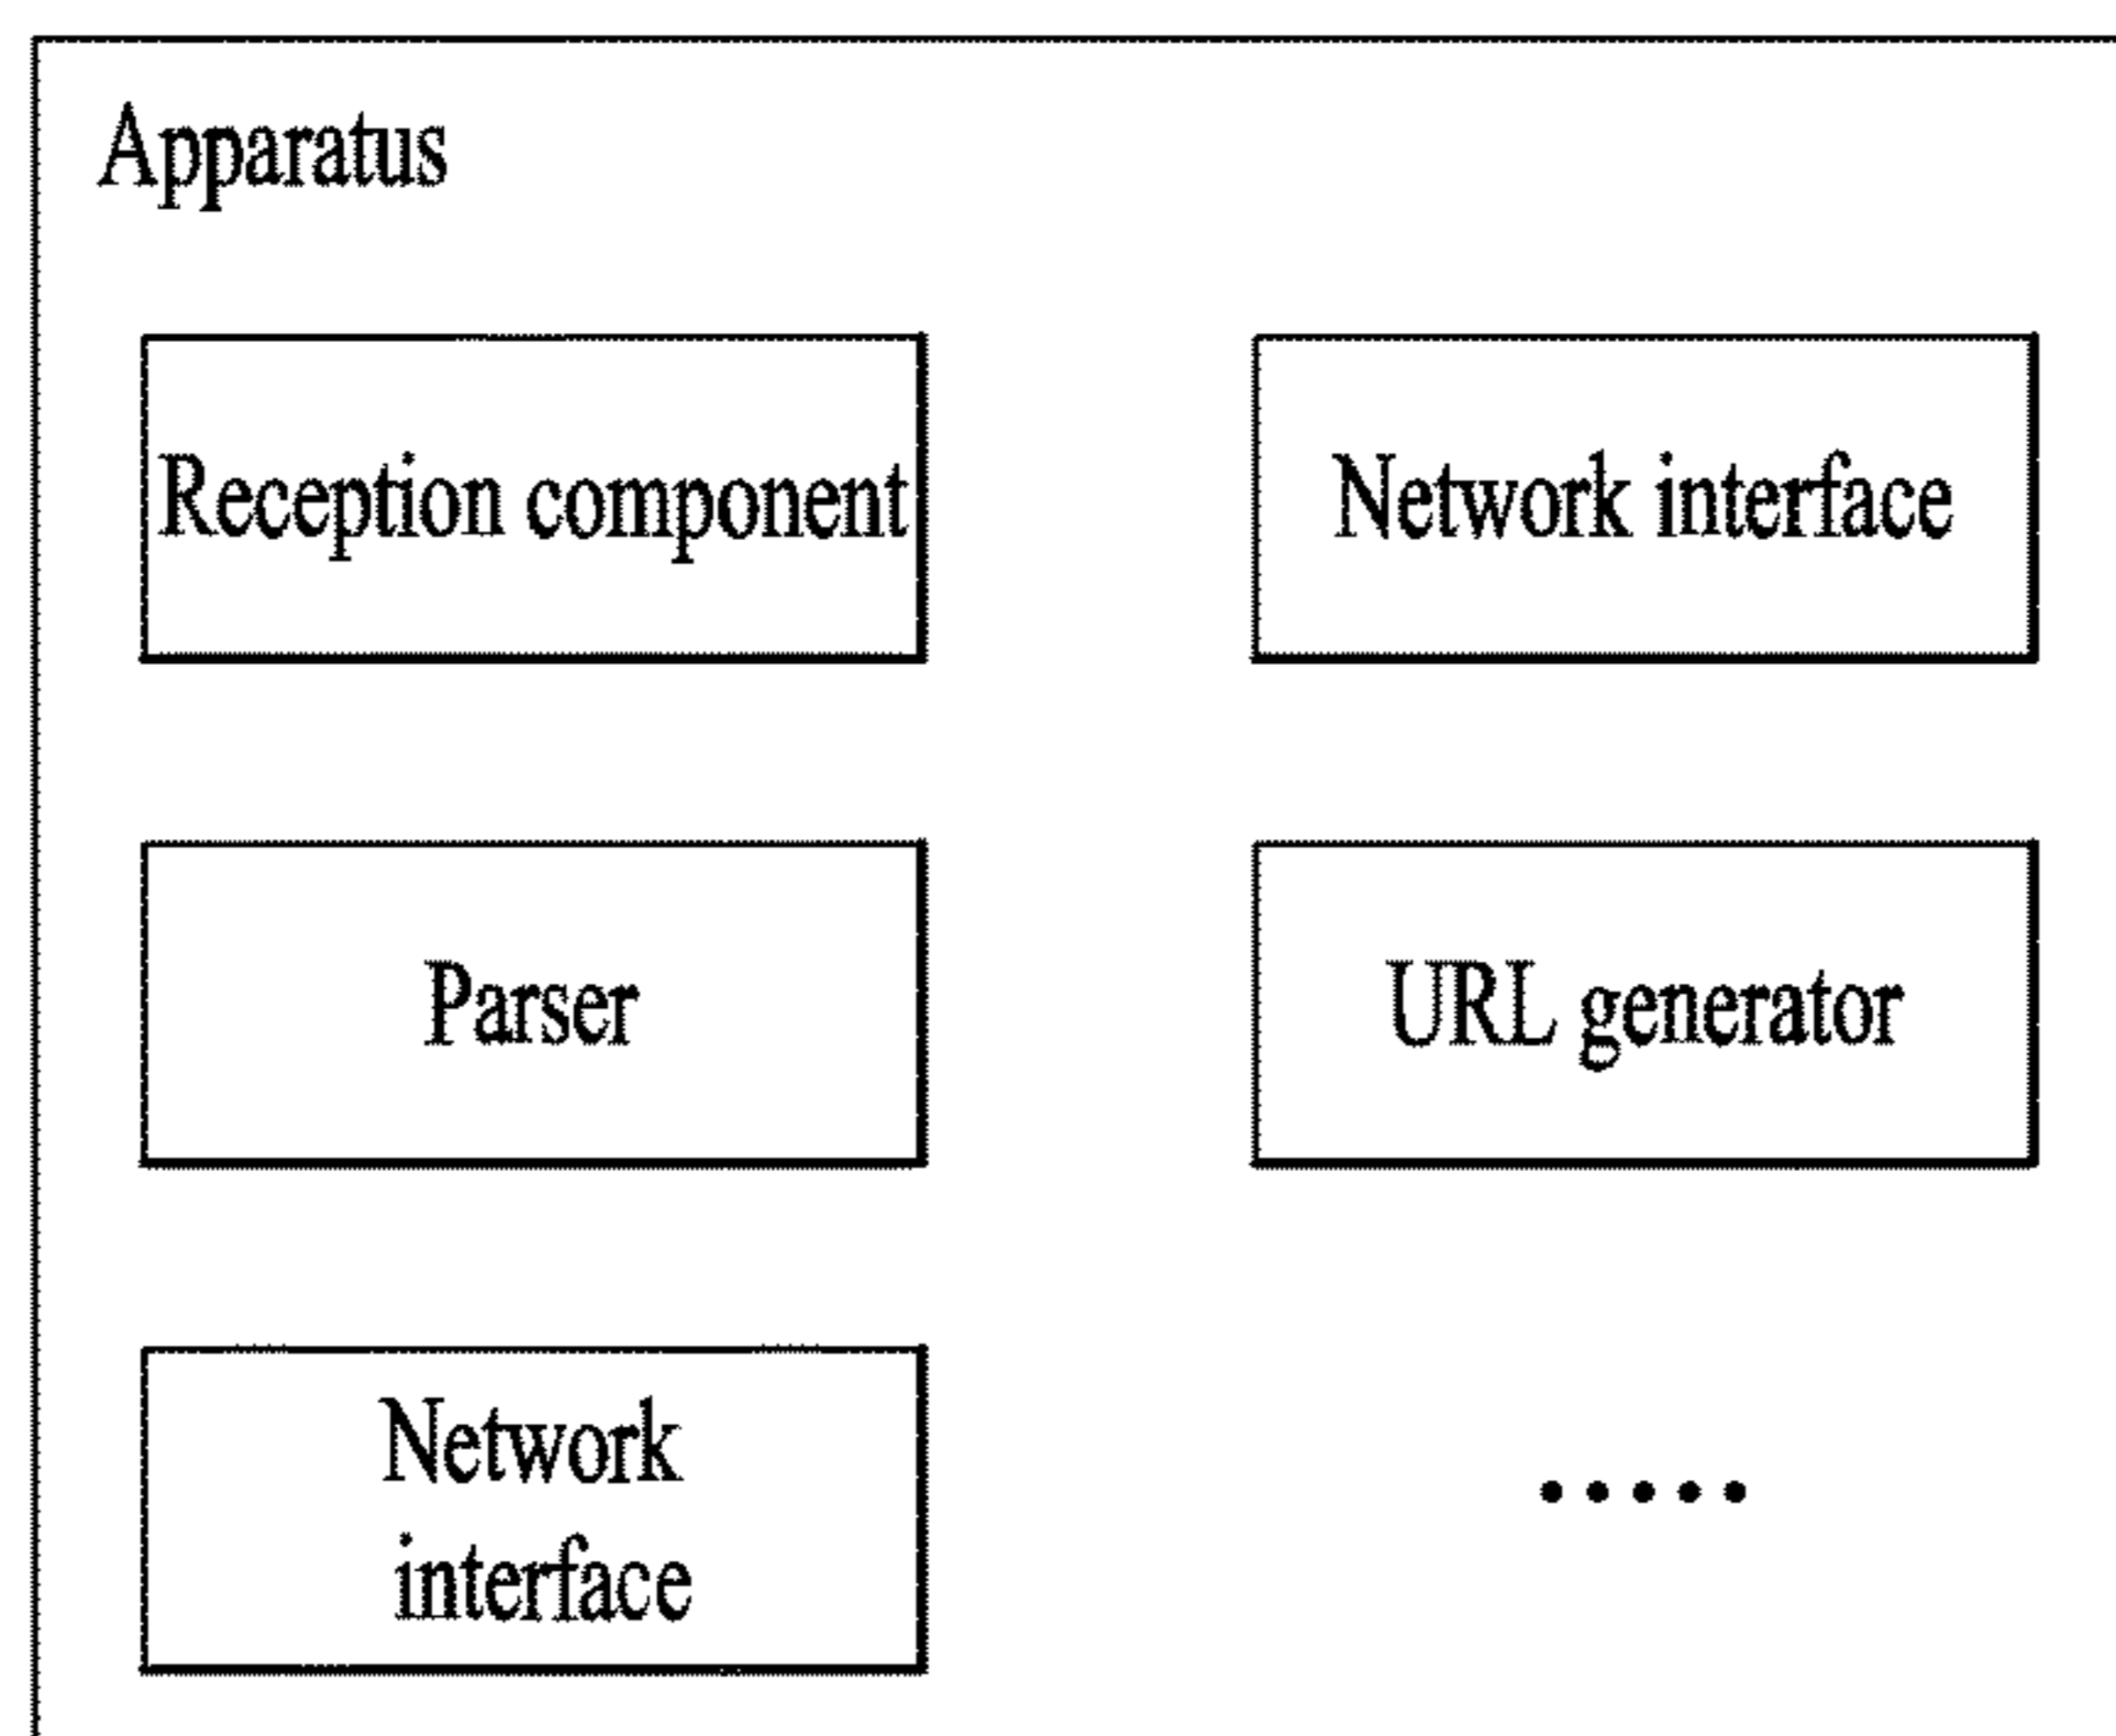 Apparatus
Reception component
Network interface
Parser
URL generator
Network
interface
.....